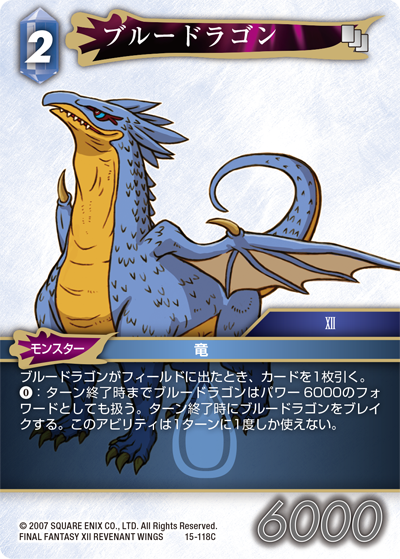 2
ブルードラゴン
XII
モンスター
竜
ブルードラゴンがフィールドに出たとき、カードを1枚引く。
0：ターン終了時までブルードラゴンはパワー 6000のフォ
ワードとしても扱う。ターン終了時にブルードラゴンをブレイ
クする。このアビリティは1ターンに1度しか使えない。
© 2007 SQUARE ENIX CO., LTD. All Rights Reserved.
FINAL FANTASY XII REVENANT WINGS 15-118C
6000